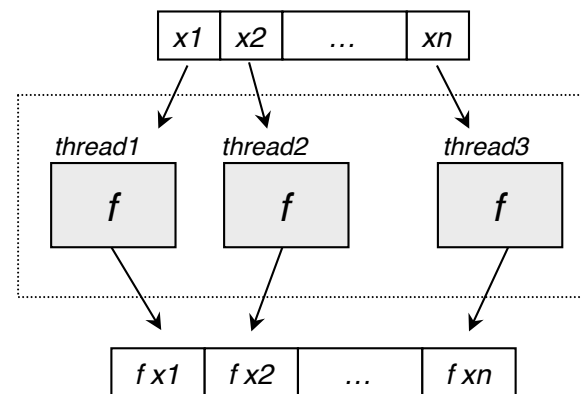 x1 x2 ... xn
thread1 thread2 thread3
f f f
f x1 f x2 ... f xn